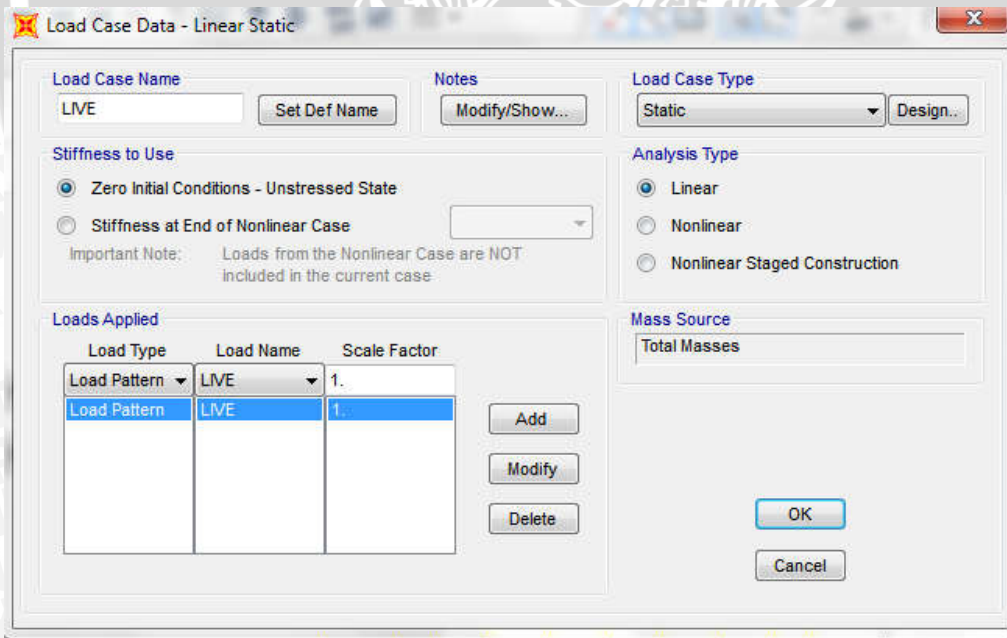 Load Case Data - Linear Static
Load Case Name
LIVE
Set Def Name
Notes
Modify/Show...
Load Case Type
Static
Design..
Stiffness to Use
Zero Initial Conditions - Unstressed State
Stiffness at End of Nonlinear Case
Important Note: Loads from the Nonlinear Case are NOT
included in the current case
Analysis Type
Linear
Nonlinear
Nonlinear Staged Construction
Loads Applied
Load Type Load Name Scale Factor
Load Pattern LIVE 1.
Load Pattern LIVE 1.
Add
Modify
Delete
Mass Source
Total Masses
OK
Cancel